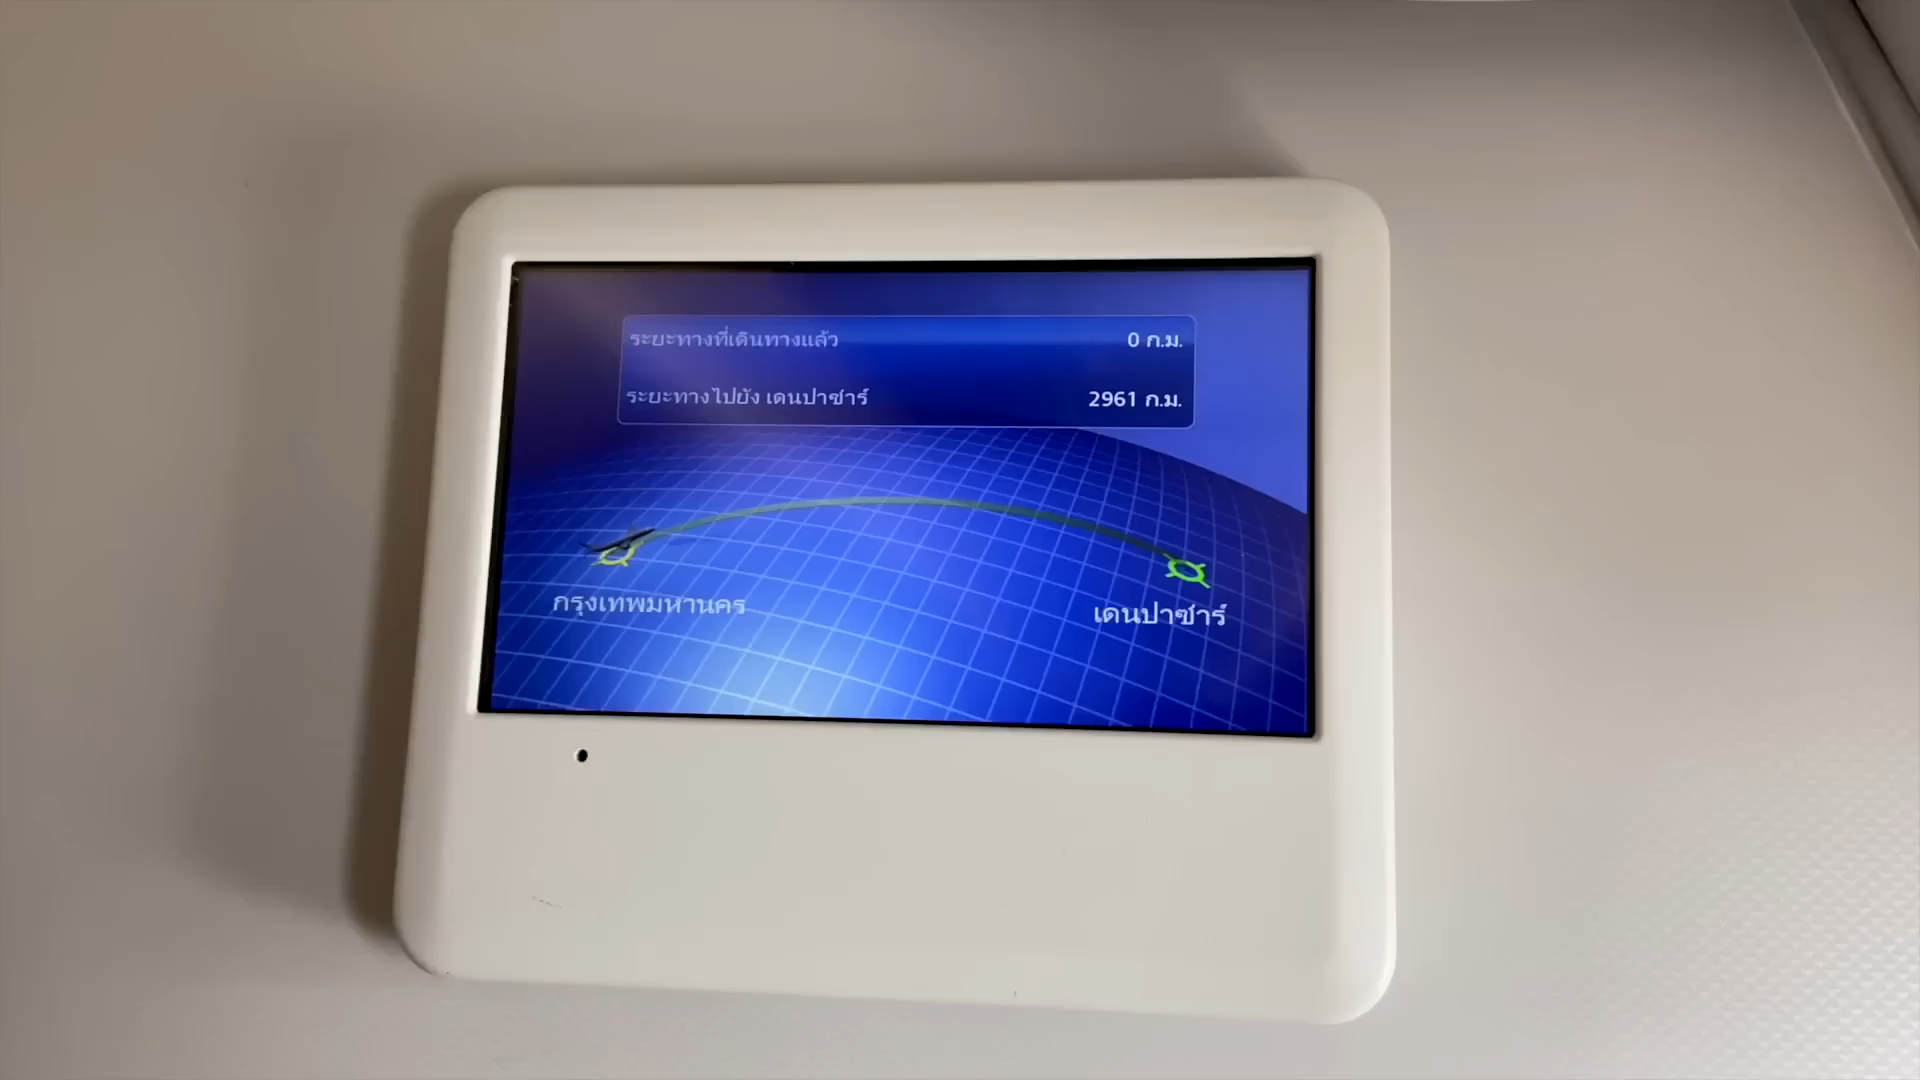 ระยะทางที่เดินทางแล้ว 0 ก.ม.
ระยะทางไปยัง เดนปาซาร์ 2961 ก.ม.
กรุงเทพมหานคร
เดนปาซาร์